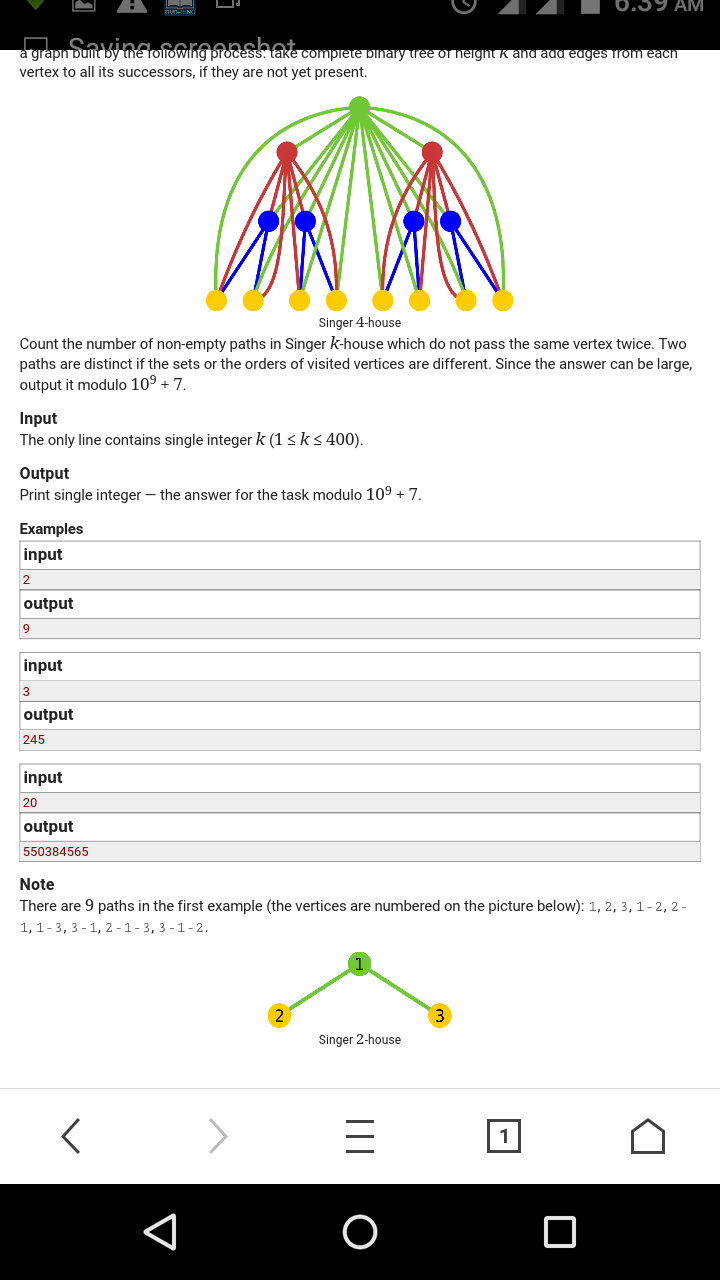 6:39 AM
Saving screenshot
a graph built by the following process: take complete binary tree of height k and add edges from each
vertex to all its successors, if they are not yet present.
Singer 4-house
Count the number of non-empty paths in Singer k-house which do not pass the same vertex twice. Two
paths are distinct if the sets or the orders of visited vertices are different. Since the answer can be large,
output it modulo 10⁹ + 7.
Input
The only line contains single integer k (1 ≤ k ≤ 400).
Output
Print single integer — the answer for the task modulo 10⁹ + 7.
Examples
input
2
output
9
input
3
output
245
input
20
output
550384565
Note
There are 9 paths in the first example (the vertices are numbered on the picture below): 1, 2, 3, 1-2, 2-
1, 1-3, 3-1, 2-1-3, 3-1-2.
1
2 3
Singer 2-house
1